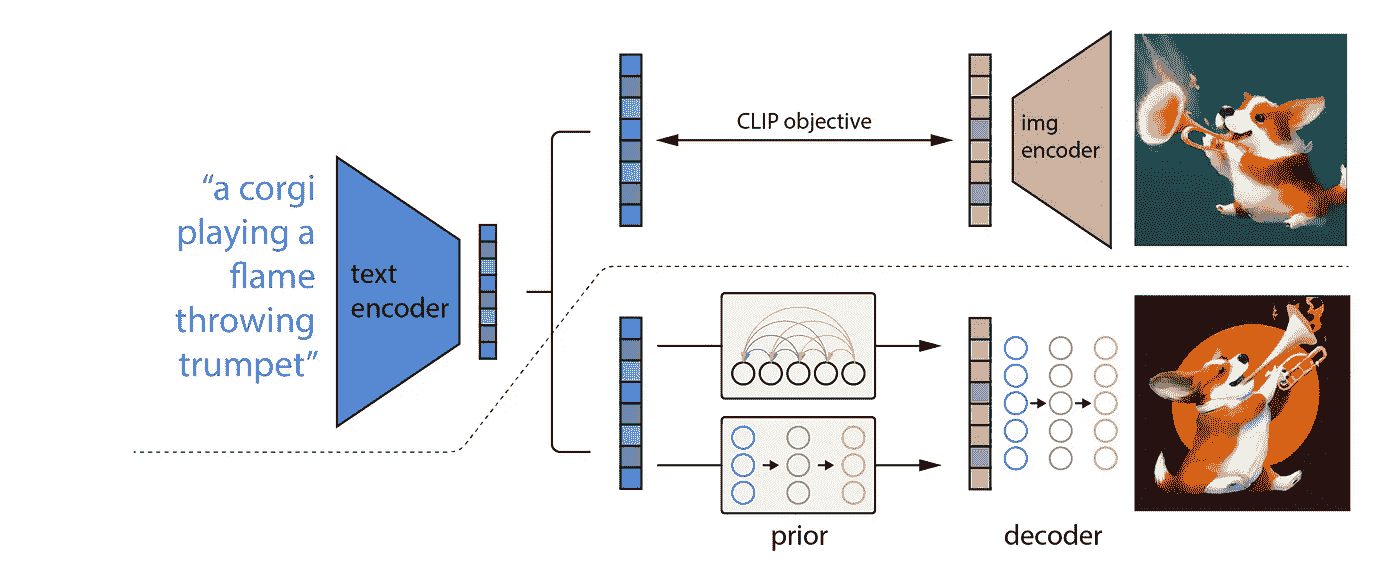 “a corgi
playing a
flame
throwing
trumpet”
text
encoder
CLIP objective
img
encoder
prior
decoder